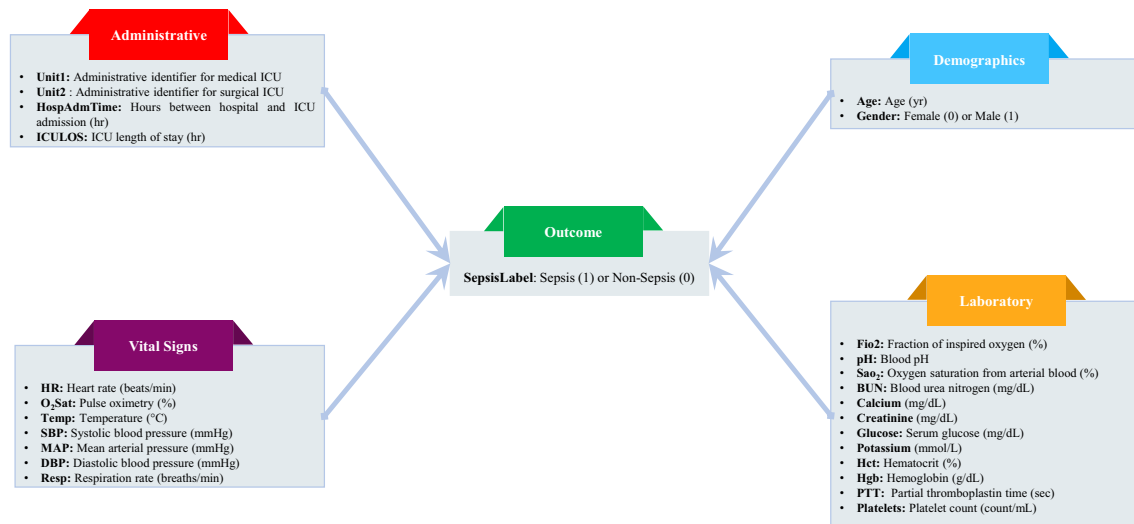 Administrative
• Unit1: Administrative identifier for medical ICU
• Unit2 : Administrative identifier for surgical ICU
• HospAdmTime: Hours between hospital and ICU
admission (hr)
• ICULOS: ICU length of stay (hr)
Demographics
• Age: Age (yr)
• Gender: Female (0) or Male (1)
Outcome
SepsisLabel: Sepsis (1) or Non-Sepsis (0)
Vital Signs
• HR: Heart rate (beats/min)
• O₂Sat: Pulse oximetry (%)
• Temp: Temperature (°C)
• SBP: Systolic blood pressure (mmHg)
• MAP: Mean arterial pressure (mmHg)
• DBP: Diastolic blood pressure (mmHg)
• Resp: Respiration rate (breaths/min)
Laboratory
• Fio2: Fraction of inspired oxygen (%)
• pH: Blood pH
• Sao₂: Oxygen saturation from arterial blood (%)
• BUN: Blood urea nitrogen (mg/dL)
• Calcium (mg/dL)
• Creatinine (mg/dL)
• Glucose: Serum glucose (mg/dL)
• Potassium (mmol/L)
• Hct: Hematocrit (%)
• Hgb: Hemoglobin (g/dL)
• PTT: Partial thromboplastin time (sec)
• Platelets: Platelet count (count/mL)